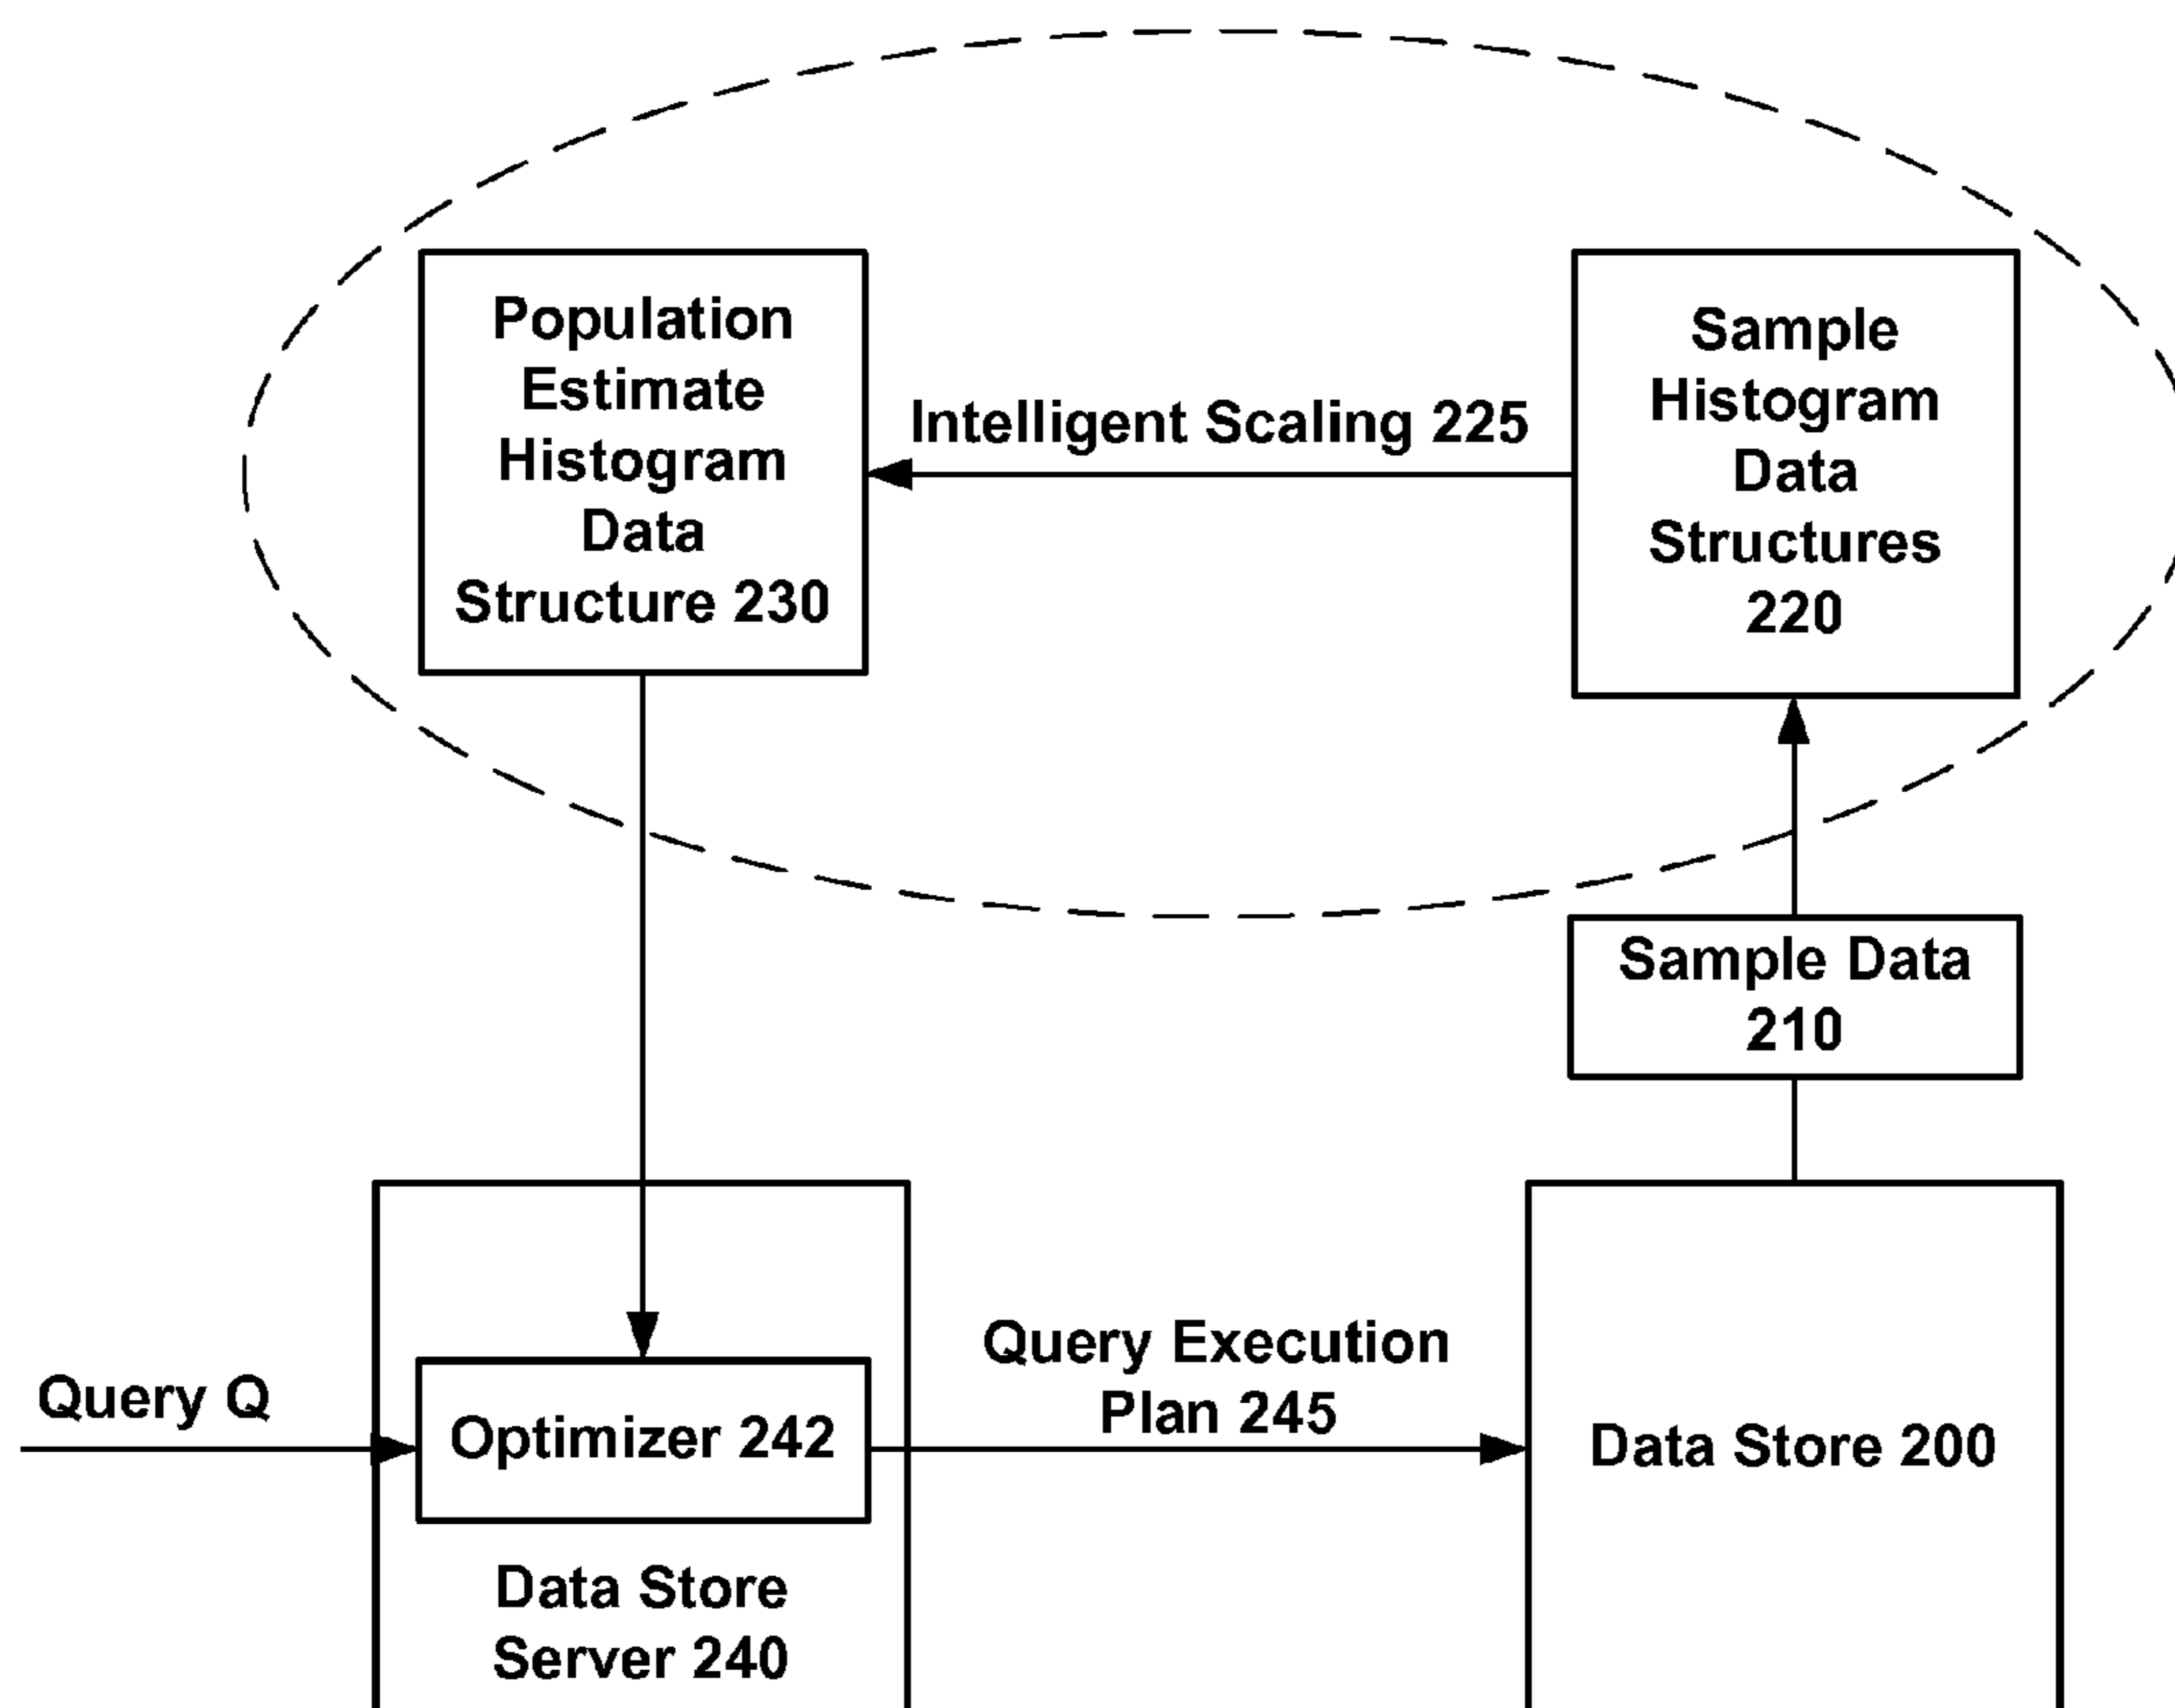 Population
Estimate
Histogram
Data
Structure 230
Intelligent Scaling 225
Sample
Histogram
Data
Structures
220
Sample Data
210
Query Q
Optimizer 242
Data Store
Server 240
Query Execution
Plan 245
Data Store 200